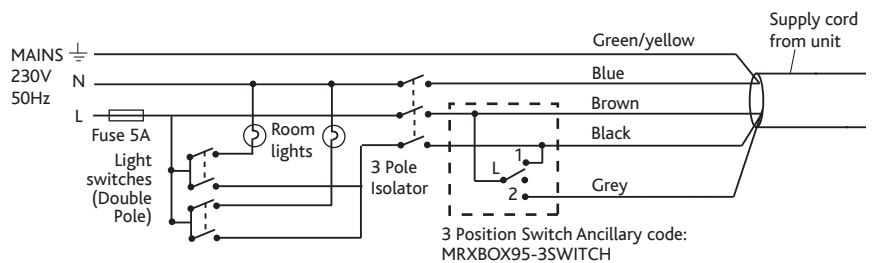 MAINS
230V
50Hz
N
L
Fuse 5A
Light
switches
(Double
Pole)
Room
lights
3 Pole
Isolator
Green/yellow
Blue
Brown
Black
Grey
L
1
2
Supply cord
from unit
3 Position Switch Ancillary code:
MRXBOX95-3SWITCH